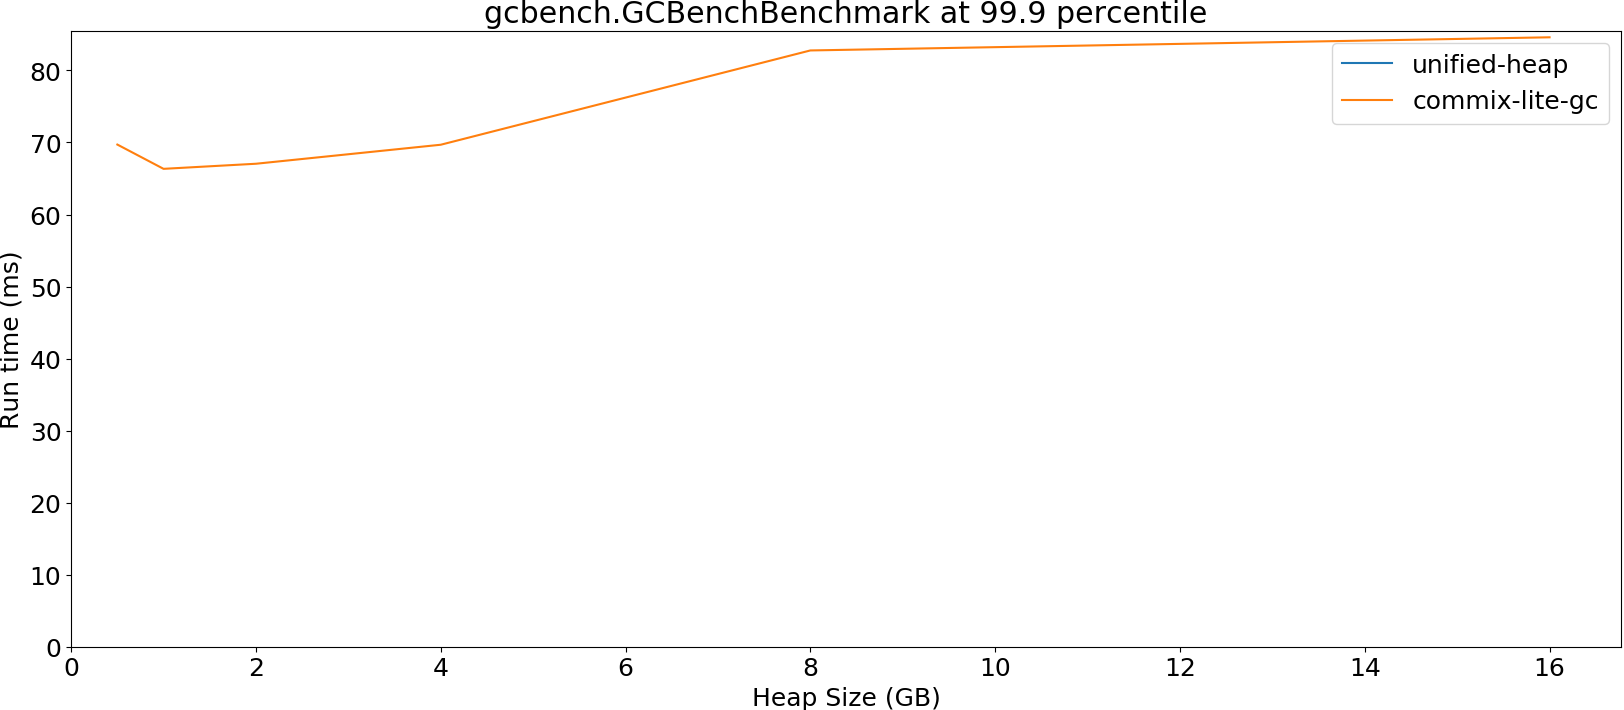 gcbench.GCBenchBenchmark at 99.9 percentile
unified-heap
commix-lite-gc
Run time (ms)
80
70
60
50
40
30
20
10
0
0 2 4 6 8 10 12 14 16
Heap Size (GB)